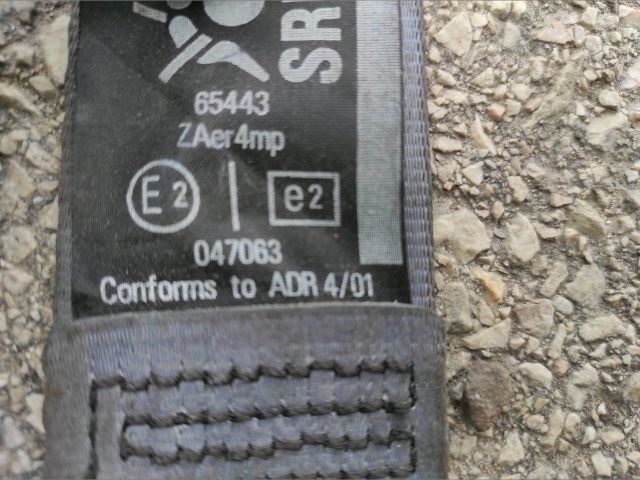 SR
65443
ZAer4mp
E2 e2
047063
Conforms to ADR 4/01